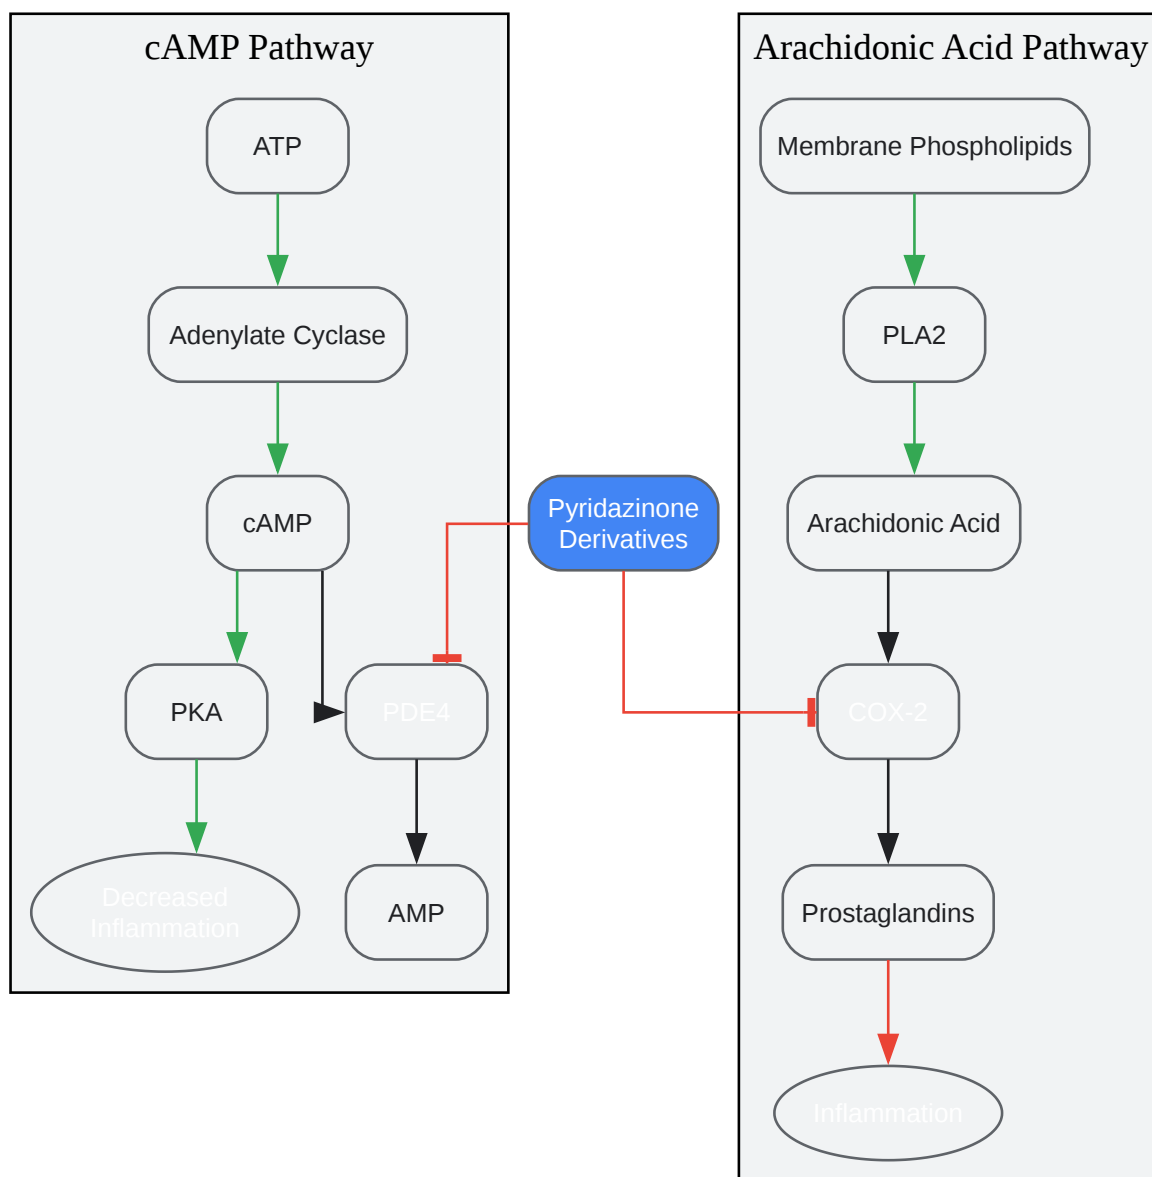 cAMP Pathway
ATP
Adenylate Cyclase
cAMP
PKA
PDE4
Decreased
Inflammation
AMP
Pyridazinone
Derivatives
Arachidonic Acid Pathway
Membrane Phospholipids
PLA2
Arachidonic Acid
COX-2
Prostaglandins
Inflammation